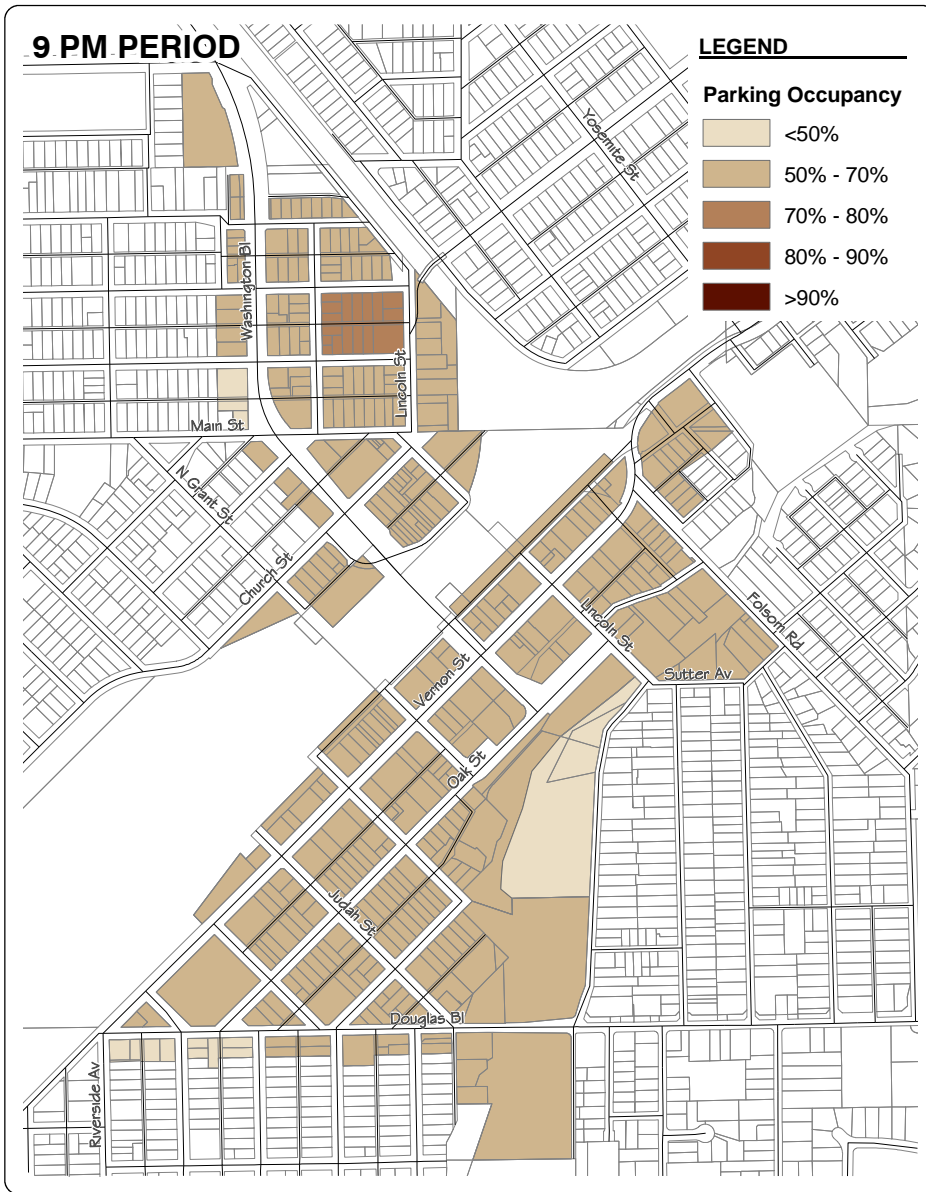 9 PM PERIOD
LEGEND
Parking Occupancy
<50%
50% - 70%
70% - 80%
80% - 90%
>90%
Yosemite St
Washington Bl
Lincoln St
Main St
N Grant St
Church St
Lincoln St
Folsom Rd
Vernon St
Sutter Av
Oak St
Judah St
Douglas Bl
Riverside Av